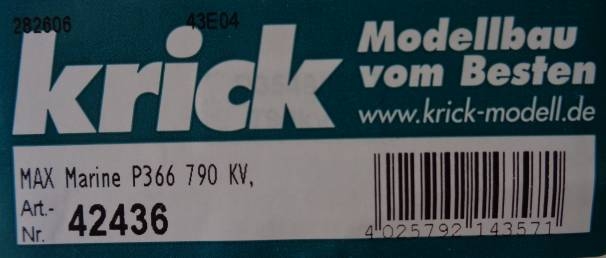 282606 43E04
krick
Modellbau
vom Besten
www.krick-modell.de
MAX Marine P366 790 KV,
Art.-
Nr. 42436
4 025792 143571